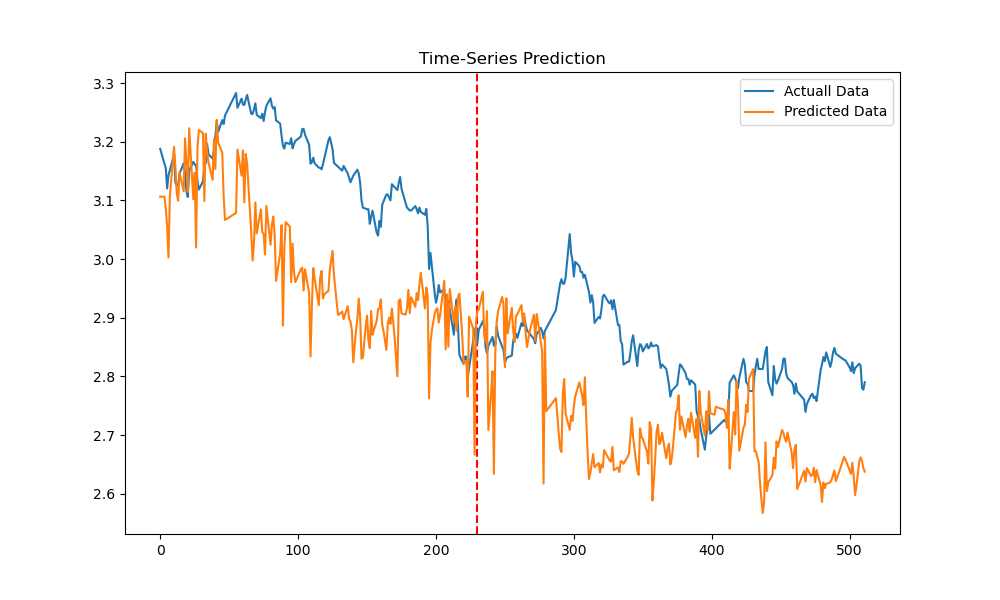 Time-Series Prediction
Actuall Data
Predicted Data
3.3
3.2
3.1
3.0
2.9
2.8
2.7
2.6
0 100 200 300 400 500